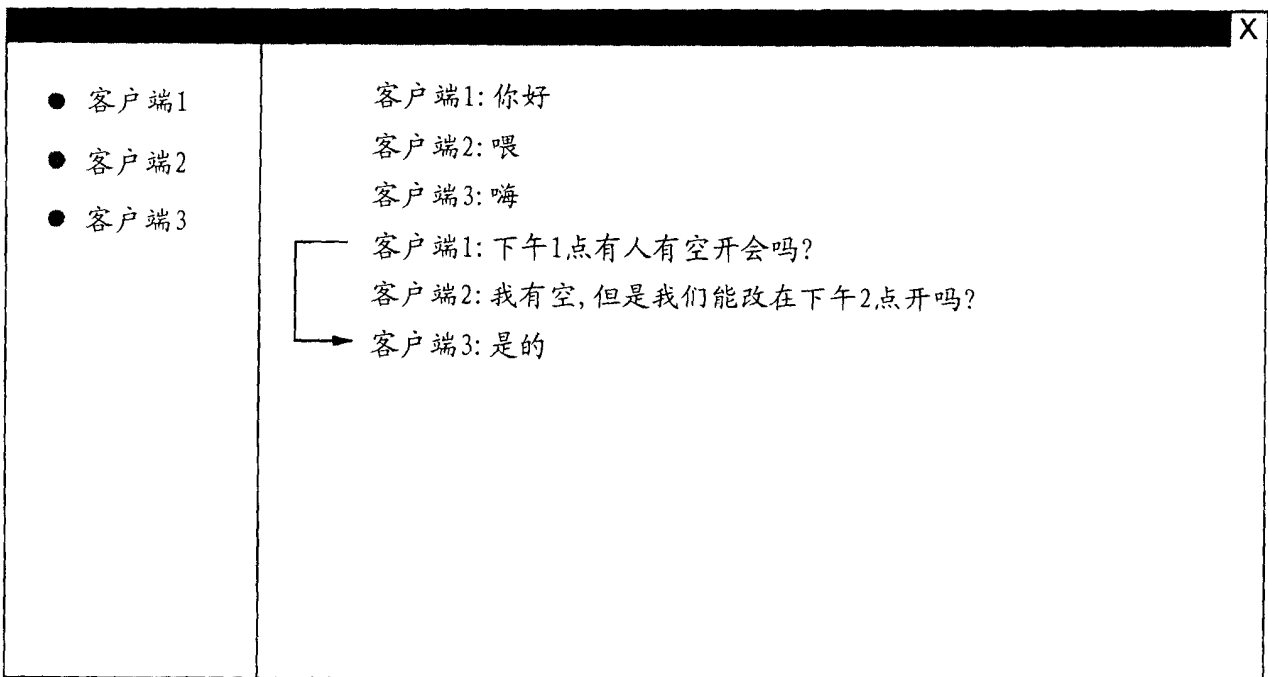 X
客户端1
客户端2
客户端3
客户端1: 你好
客户端2: 喂
客户端3: 嗨
客户端1: 下午1点有人有空开会吗?
客户端2: 我有空, 但是我们能改在下午2点开吗?
客户端3: 是的